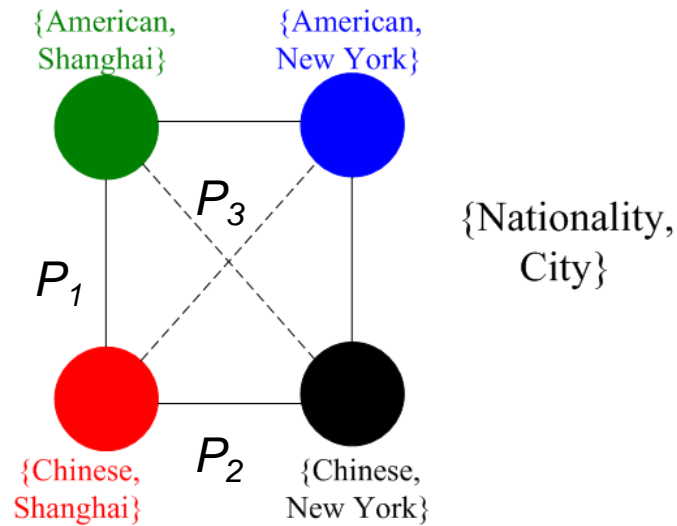 {American,
Shanghai}
{American,
New York}
P3
{Nationality,
City}
P1
P2
{Chinese,
Shanghai}
{Chinese,
New York}